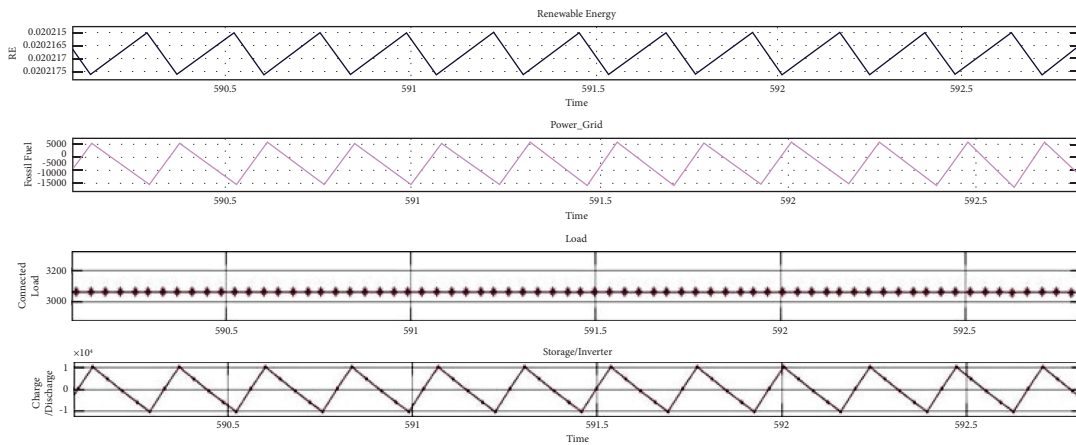 Renewable Energy
RE
0.020215
0.0202165
0.020217
0.0202175
590.5
591
591.5
592
592.5
Time
Power_Grid
Fossil Fuel
5000
0
-5000
-10000
-15000
590.5
591
591.5
592
592.5
Time
Load
Connected
Load
3200
3000
590.5
591
591.5
592
592.5
×10⁴
Storage/Inverter
Charge
/Discharge
1
0
-1
590.5
591
591.5
592
592.5
Time